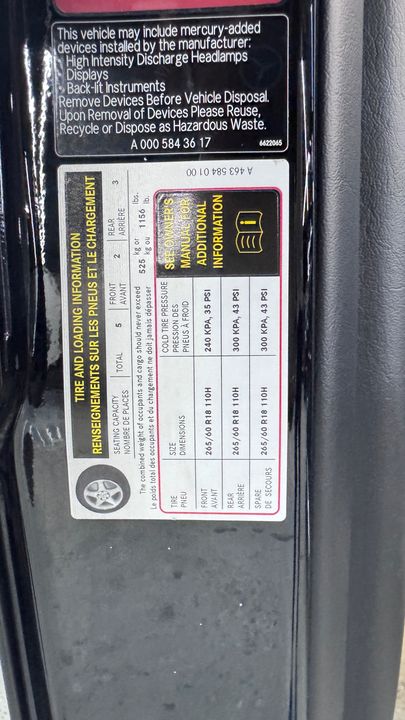 This vehicle may include mercury-added
devices installed by the manufacturer:
· High Intensity Discharge Headlamps
· Displays
· Back-lit Instruments
Remove Devices Before Vehicle Disposal.
Upon Removal of Devices Please Reuse,
Recycle or Dispose as Hazardous Waste.
A 000 584 36 17
6622065
A 463 584 01 00
TIRE AND LOADING INFORMATION
RENSEIGNEMENTS SUR LES PNEUS ET LE CHARGEMENT
SEATING CAPACITY TOTAL 5 FRONT 2 REAR 3
NOMBRE DE PLACES AVANT ARRIÈRE
The combined weight of occupants and cargo should never exceed 525 kg or 1156 lbs.
Le poids total des occupants et du chargement ne doit jamais dépasser kg ou lb.
TIRE SIZE COLD TIRE PRESSURE
PNEU DIMENSIONS PRESSION DES
PNEUS À FROID
FRONT 265/60 R18 110H 240 KPA, 35 PSI
AVANT
REAR 265/60 R18 110H 300 KPA, 43 PSI
ARRIÈRE
SPARE 265/60 R18 110H 300 KPA, 43 PSI
DE SECOURS
SEE OWNER'S
MANUAL FOR
ADDITIONAL
INFORMATION